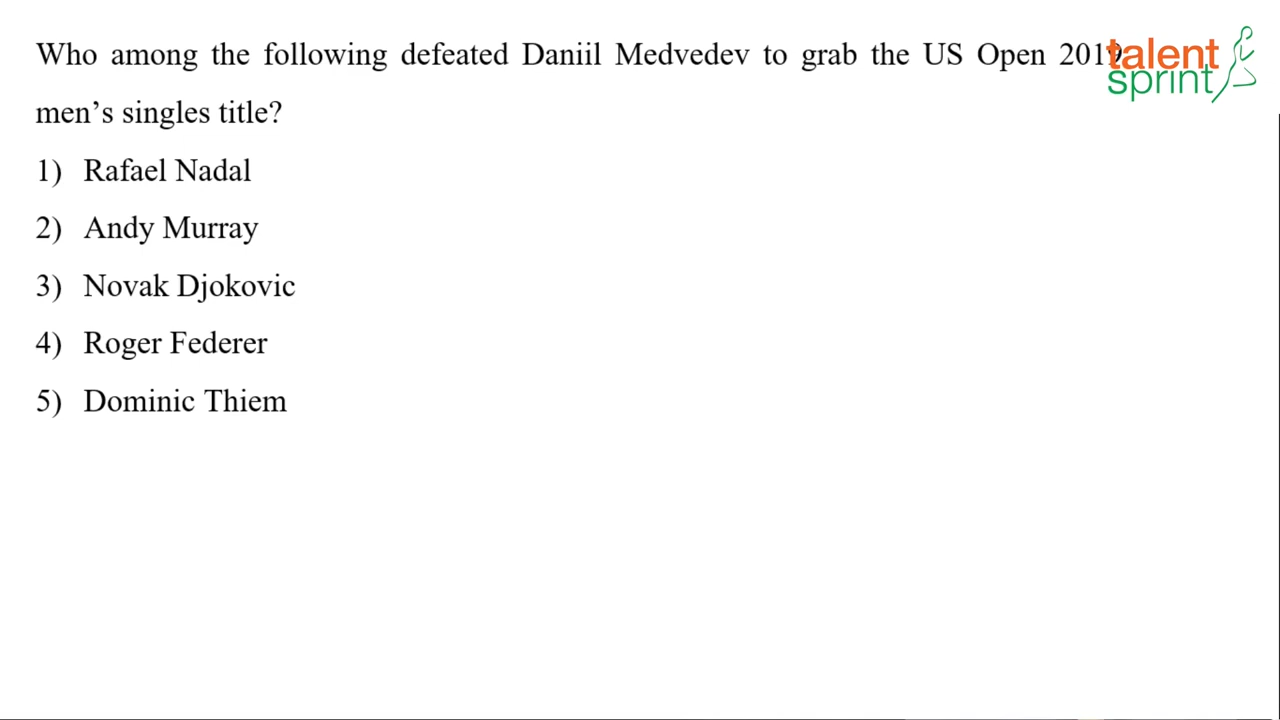 Who among the following defeated Daniil Medvedev to grab the US Open 2019
men’s singles title?
1) Rafael Nadal
2) Andy Murray
3) Novak Djokovic
4) Roger Federer
5) Dominic Thiem
talent
sprint